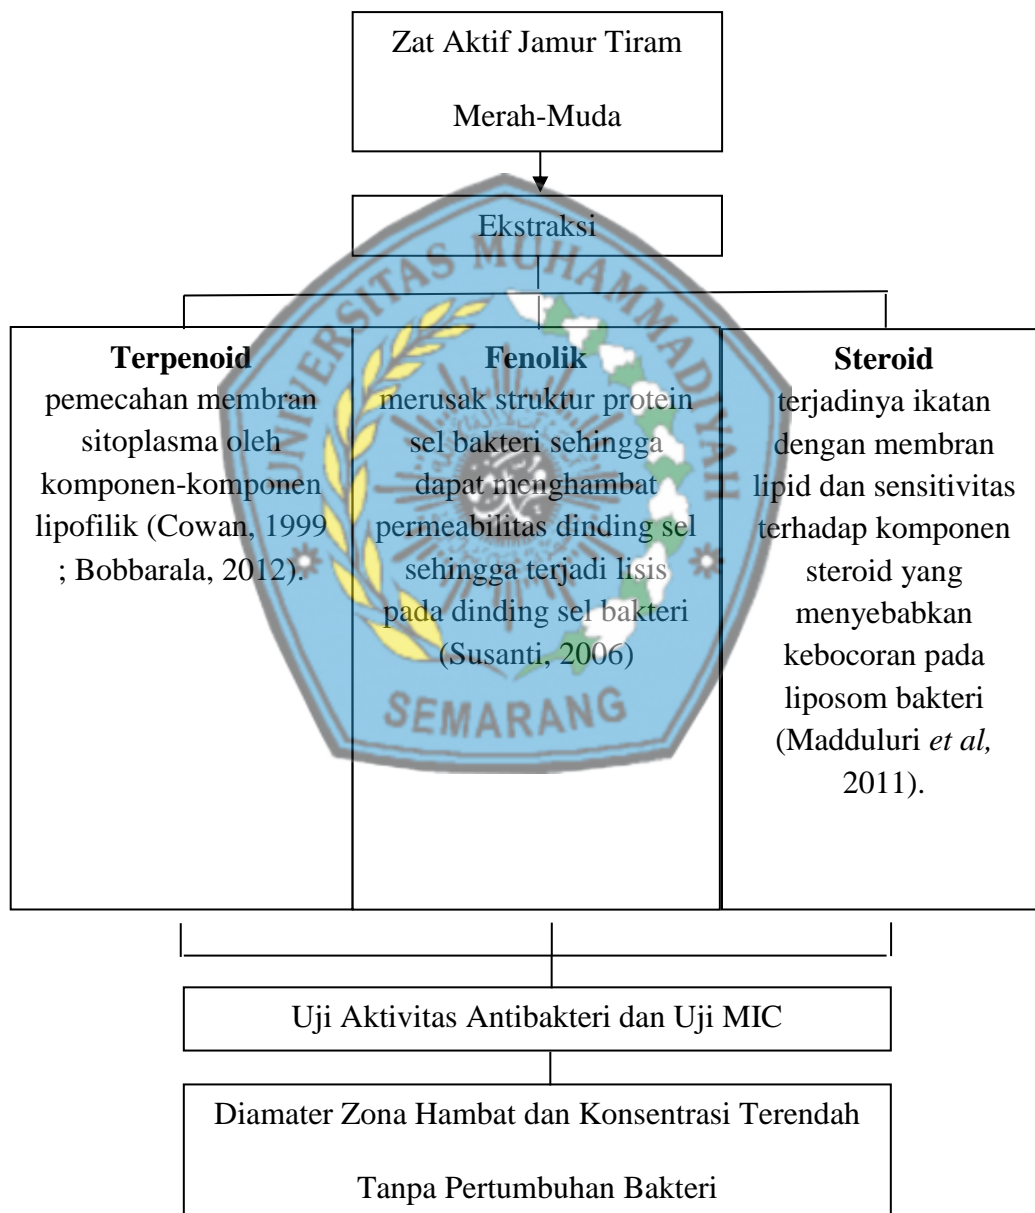 Zat Aktif Jamur Tiram
Merah-Muda
Ekstraksi
Terpenoid
pemecahan membran
sitoplasma oleh
komponen-komponen
lipofilik (Cowan, 1999
; Bobbarala, 2012).
Fenolik
merusak struktur protein
sel bakteri sehingga
dapat menghambat
permeabilitas dinding sel
sehingga terjadi lisis
pada dinding sel bakteri
(Susanti, 2006)
Steroid
terjadinya ikatan
dengan membran
lipid dan sensitivitas
terhadap komponen
steroid yang
menyebabkan
kebocoran pada
liposom bakteri
(Madduluri et al,
2011).
Uji Aktivitas Antibakteri dan Uji MIC
Diamater Zona Hambat dan Konsentrasi Terendah
Tanpa Pertumbuhan Bakteri
UNIVERSITAS MUHAMMADIYAH
SEMARANG